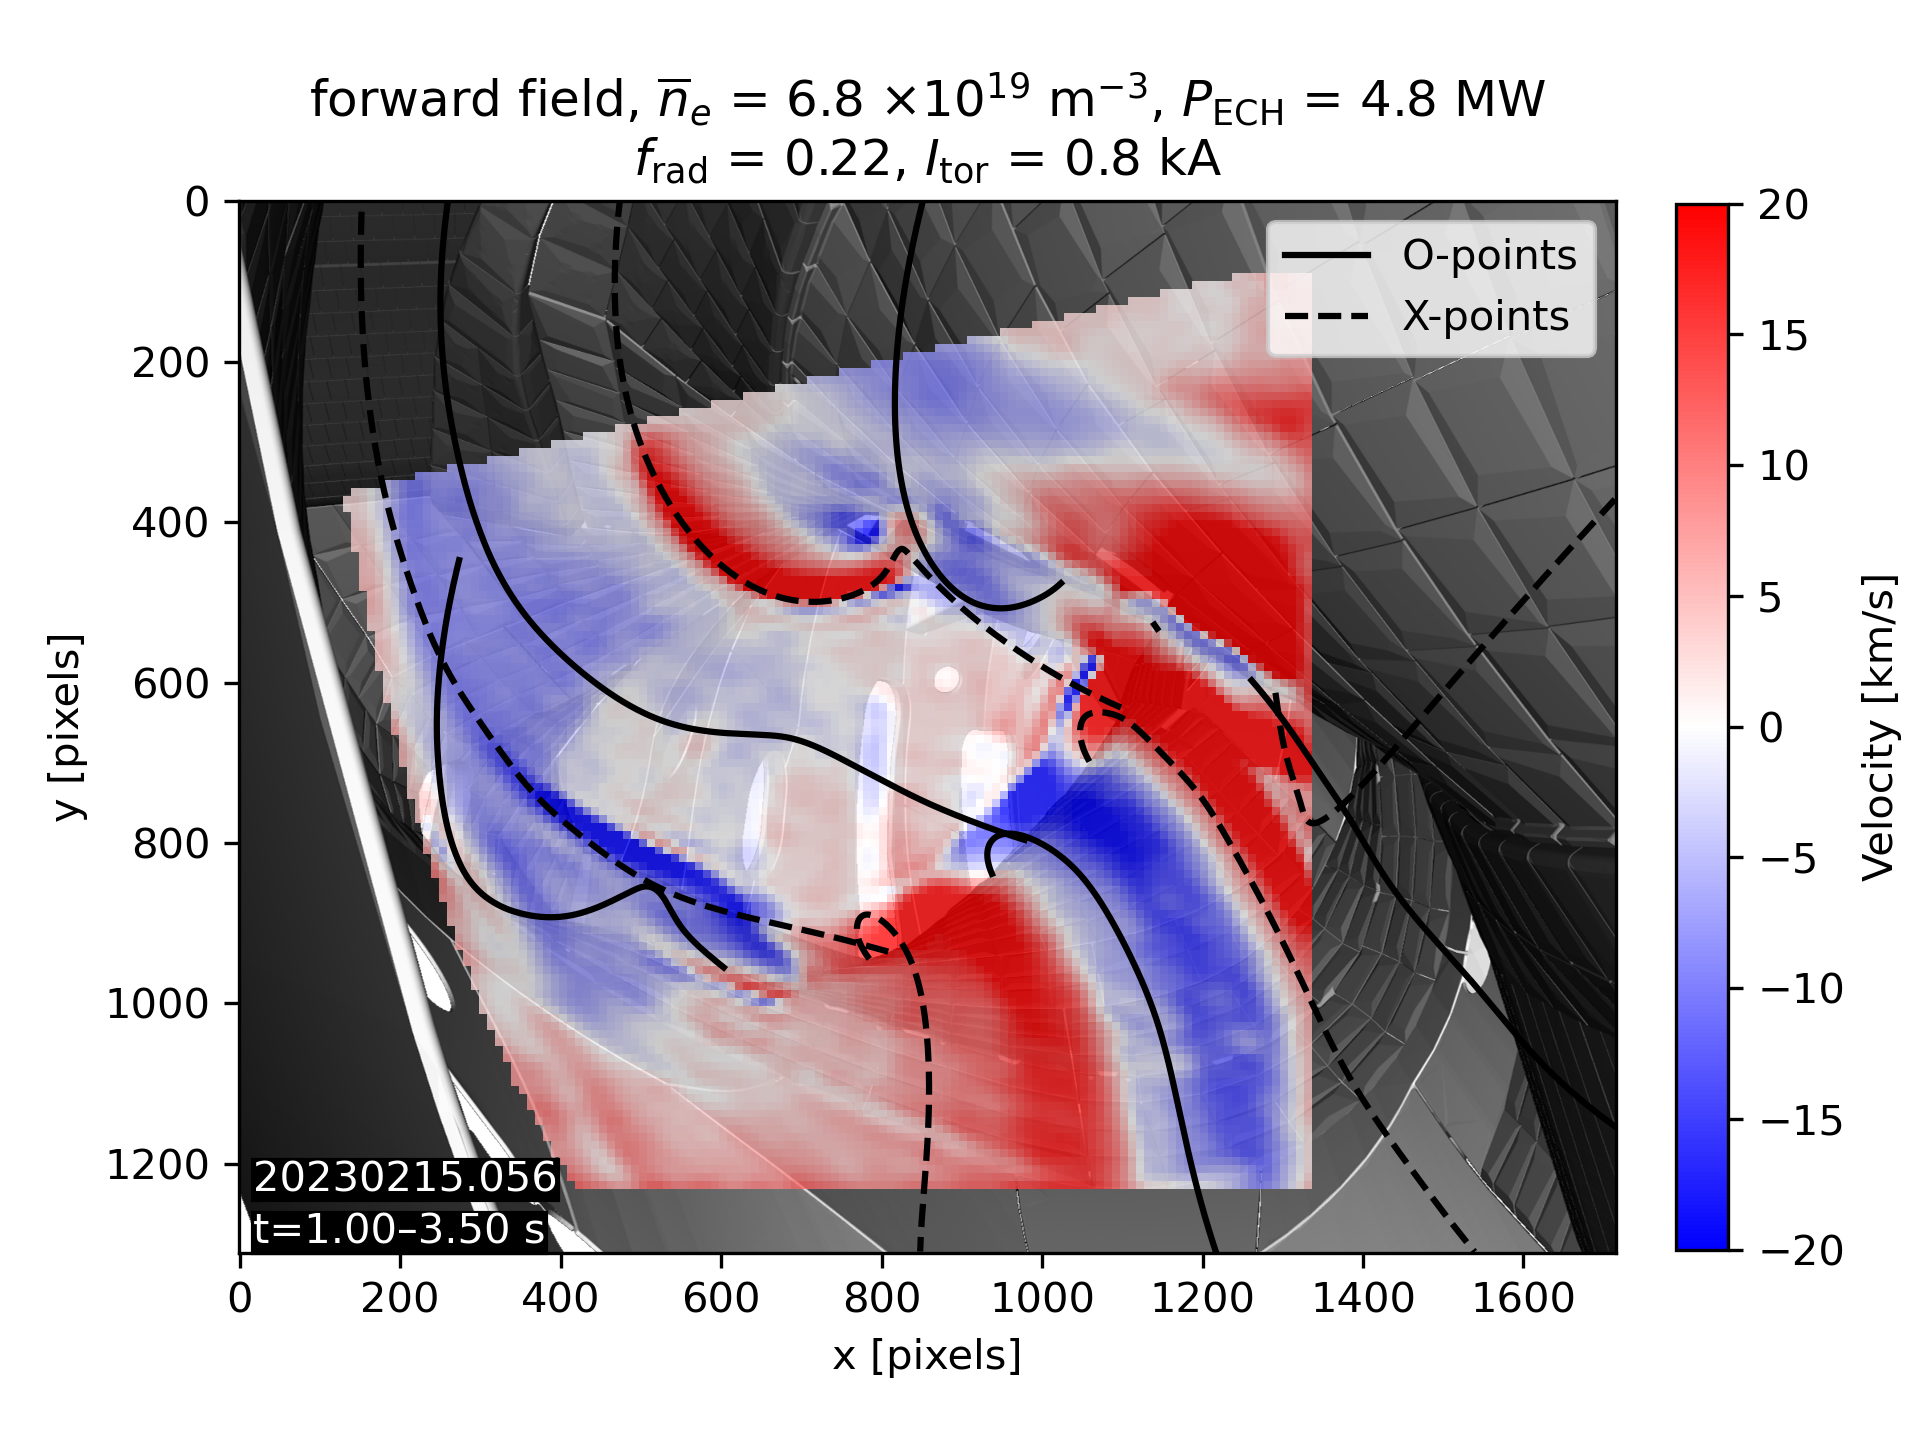 forward field, n̅ₑ = 6.8 ×10¹⁹ m⁻³, P_ECH = 4.8 MW
f_rad = 0.22, I_tor = 0.8 kA
O-points
X-points
0
200
400
600
800
1000
1200
y [pixels]
20230215.056
t=1.00–3.50 s
0 200 400 600 800 1000 1200 1400 1600
x [pixels]
20
15
10
5
0
−5
−10
−15
−20
Velocity [km/s]